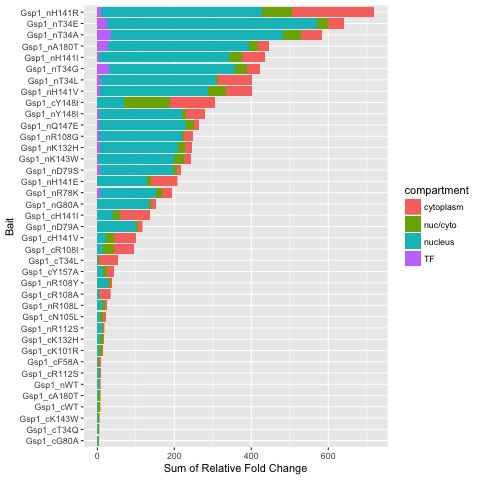 Gsp1_nH141R
Gsp1_nT34E
Gsp1_nT34A
Gsp1_nA180T
Gsp1_nH141I
Gsp1_nT34G
Gsp1_nT34L
Gsp1_nH141V
Gsp1_cY148I
Gsp1_nY148I
Gsp1_nQ147E
Gsp1_nR108G
Gsp1_nK132H
Gsp1_nK143W
Gsp1_nD79S
Gsp1_nH141E
Gsp1_nR78K
Gsp1_nG80A
Gsp1_cH141I
Gsp1_nD79A
Gsp1_cH141V
Gsp1_cR108I
Gsp1_cT34L
Gsp1_cY157A
Gsp1_nR108Y
Gsp1_cR108A
Gsp1_nR108L
Gsp1_cN105L
Gsp1_nR112S
Gsp1_cK132H
Gsp1_cK101R
Gsp1_cF58A
Gsp1_cR112S
Gsp1_nWT
Gsp1_cA180T
Gsp1_cWT
Gsp1_cK143W
Gsp1_cT34Q
Gsp1_cG80A
Bait
0 200 400 600
Sum of Relative Fold Change
compartment
cytoplasm
nuc/cyto
nucleus
TF